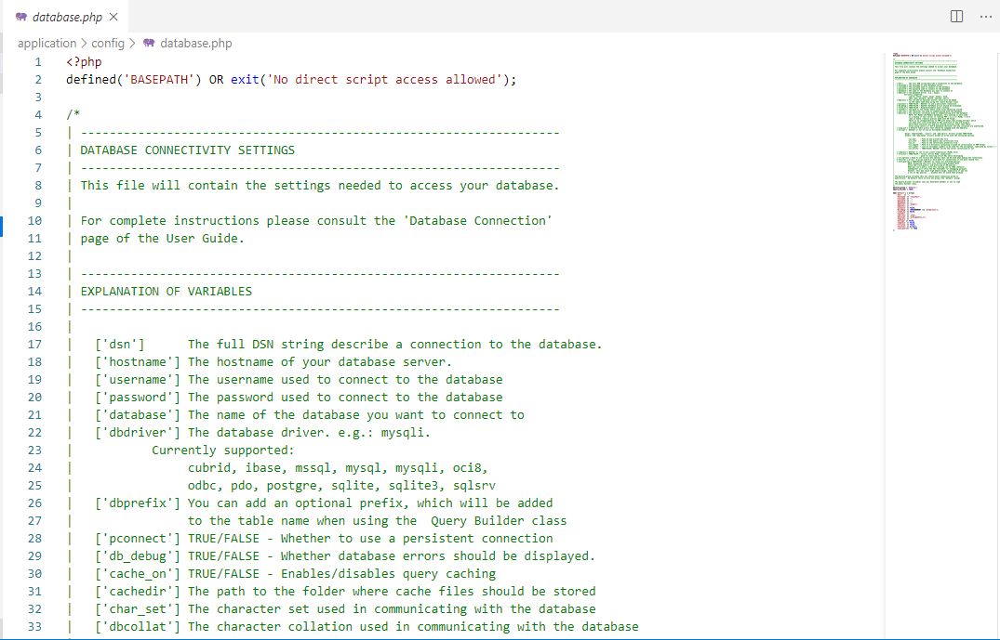 database.php
application > config > database.php
1 <?php
2 defined('BASEPATH') OR exit('No direct script access allowed');
3
4 /*
5 | -------------------------------------------------------------------
6 | DATABASE CONNECTIVITY SETTINGS
7 | -------------------------------------------------------------------
8 | This file will contain the settings needed to access your database.
9 |
10 | For complete instructions please consult the 'Database Connection'
11 | page of the User Guide.
12 |
13 | -------------------------------------------------------------------
14 | EXPLANATION OF VARIABLES
15 | -------------------------------------------------------------------
16 |
17 |   ['dsn']      The full DSN string describe a connection to the database.
18 |   ['hostname'] The hostname of your database server.
19 |   ['username'] The username used to connect to the database
20 |   ['password'] The password used to connect to the database
21 |   ['database'] The name of the database you want to connect to
22 |   ['dbdriver'] The database driver. e.g.: mysqli.
23 |           Currently supported:
24 |                cubrid, ibase, mssql, mysql, mysqli, oci8,
25 |                odbc, pdo, postgre, sqlite, sqlite3, sqlsrv
26 |   ['dbprefix'] You can add an optional prefix, which will be added
27 |                to the table name when using the  Query Builder class
28 |   ['pconnect'] TRUE/FALSE - Whether to use a persistent connection
29 |   ['db_debug'] TRUE/FALSE - Whether database errors should be displayed.
30 |   ['cache_on'] TRUE/FALSE - Enables/disables query caching
31 |   ['cachedir'] The path to the folder where cache files should be stored
32 |   ['char_set'] The character set used in communicating with the database
33 |   ['dbcollat'] The character collation used in communicating with the database